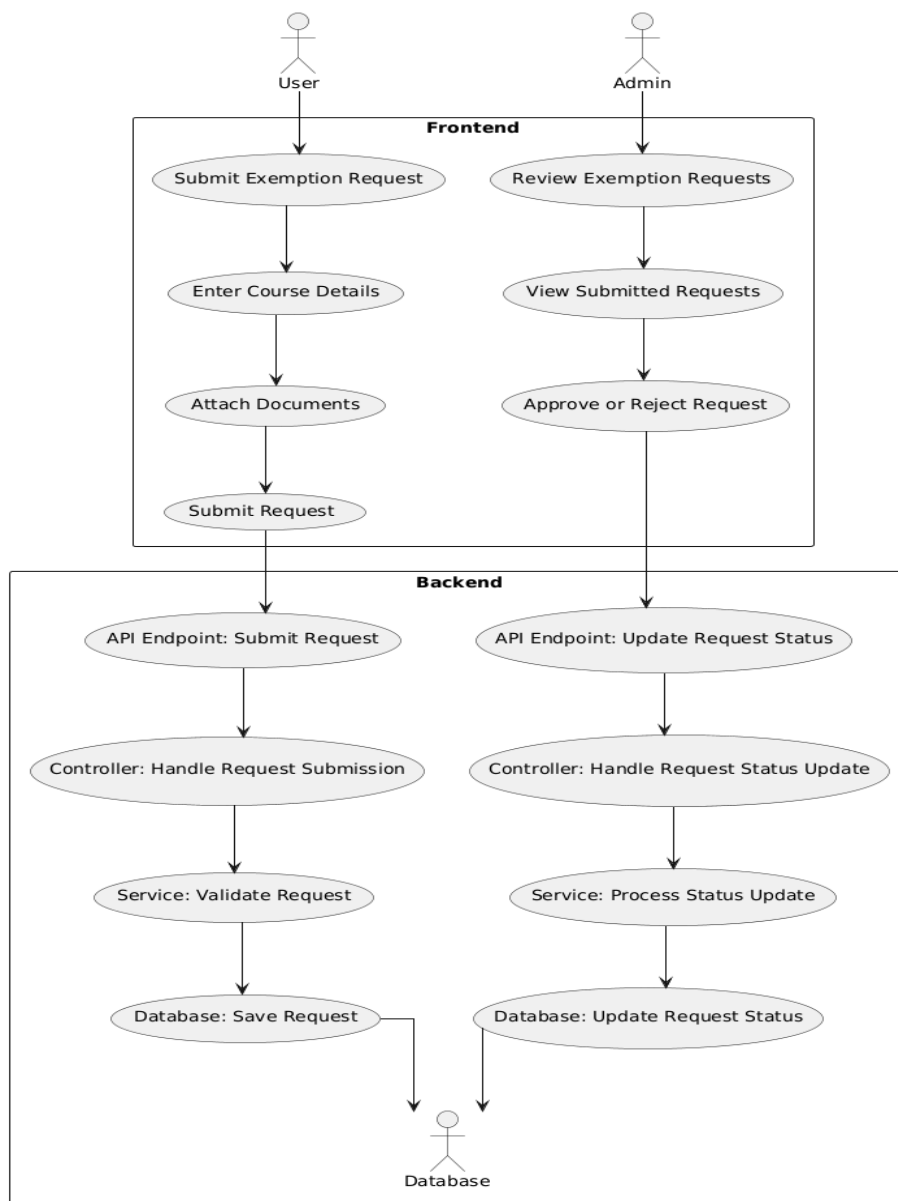 User
Admin
Frontend
Submit Exemption Request
Review Exemption Requests
Enter Course Details
View Submitted Requests
Attach Documents
Approve or Reject Request
Submit Request
Backend
API Endpoint: Submit Request
API Endpoint: Update Request Status
Controller: Handle Request Submission
Controller: Handle Request Status Update
Service: Validate Request
Service: Process Status Update
Database: Save Request
Database: Update Request Status
Database